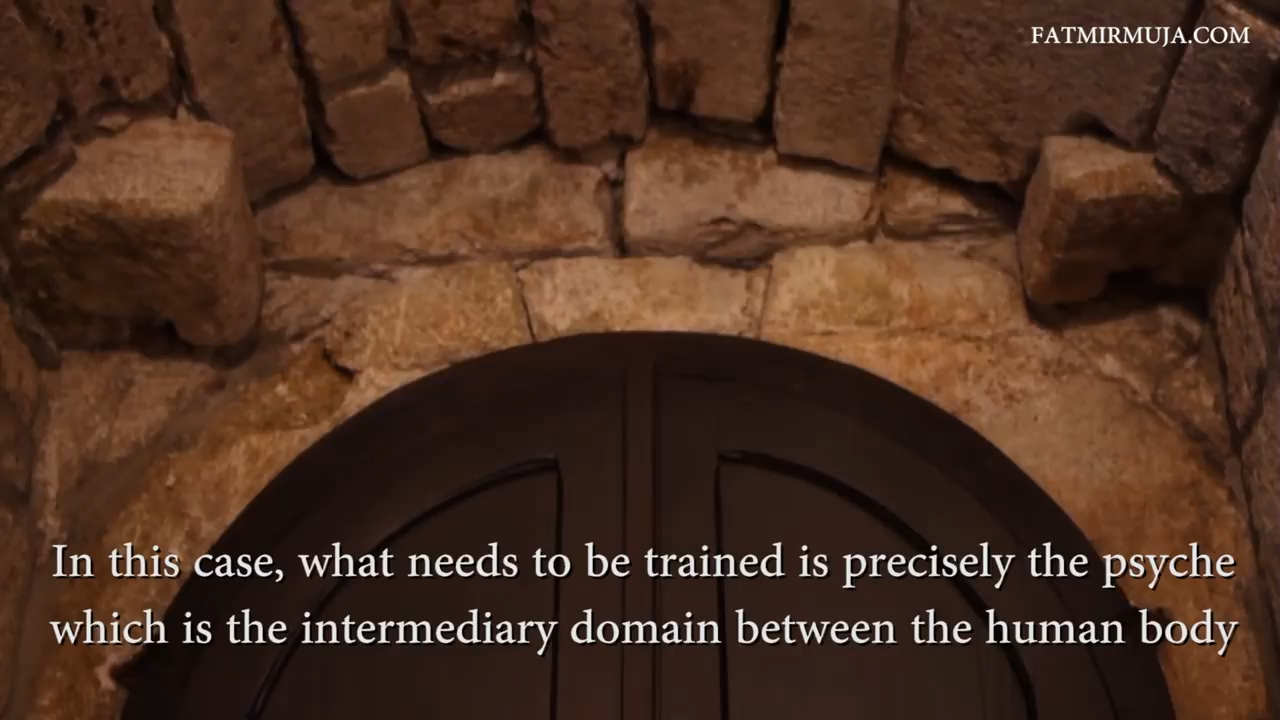 FATMIRMUJA.COM
In this case, what needs to be trained is precisely the psyche
which is the intermediary domain between the human body